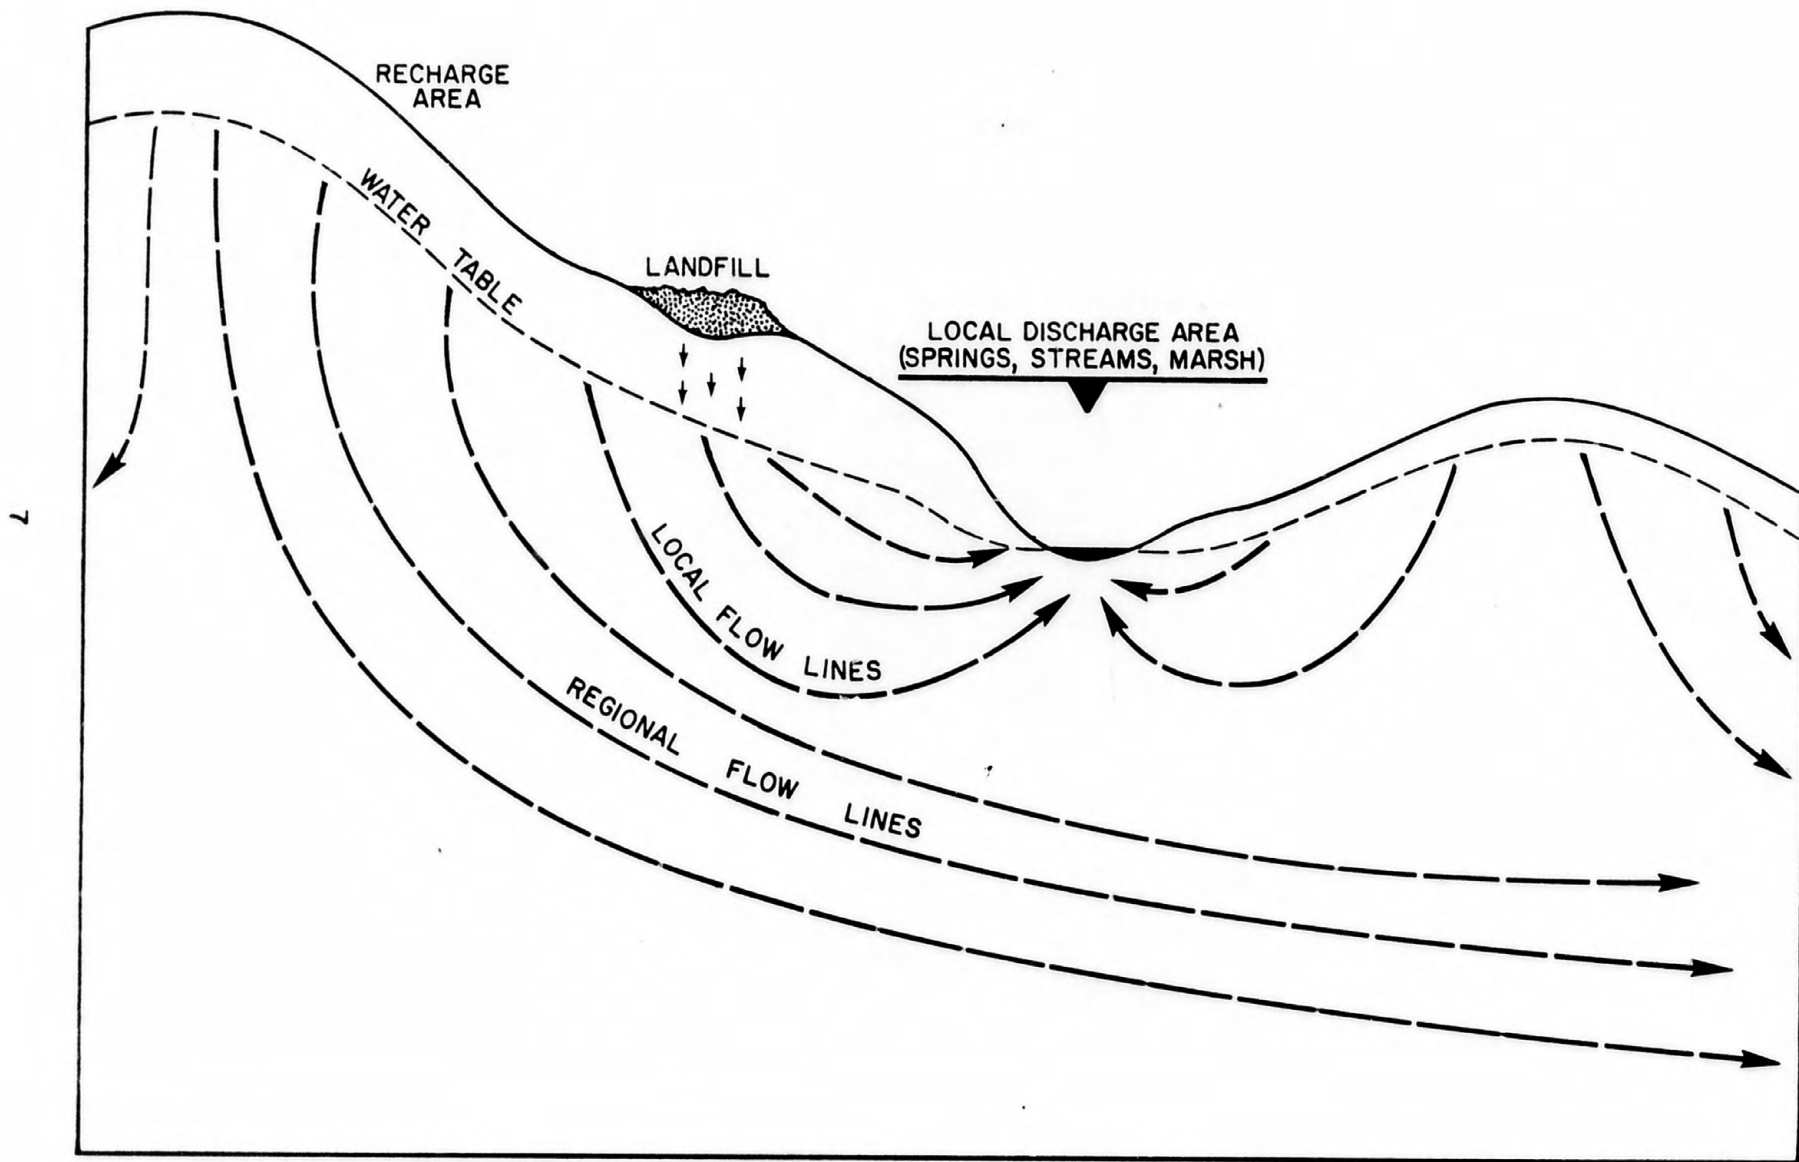 RECHARGE
AREA
WATER TABLE
LANDFILL
LOCAL DISCHARGE AREA
(SPRINGS, STREAMS, MARSH)
LOCAL FLOW LINES
REGIONAL FLOW LINES
7